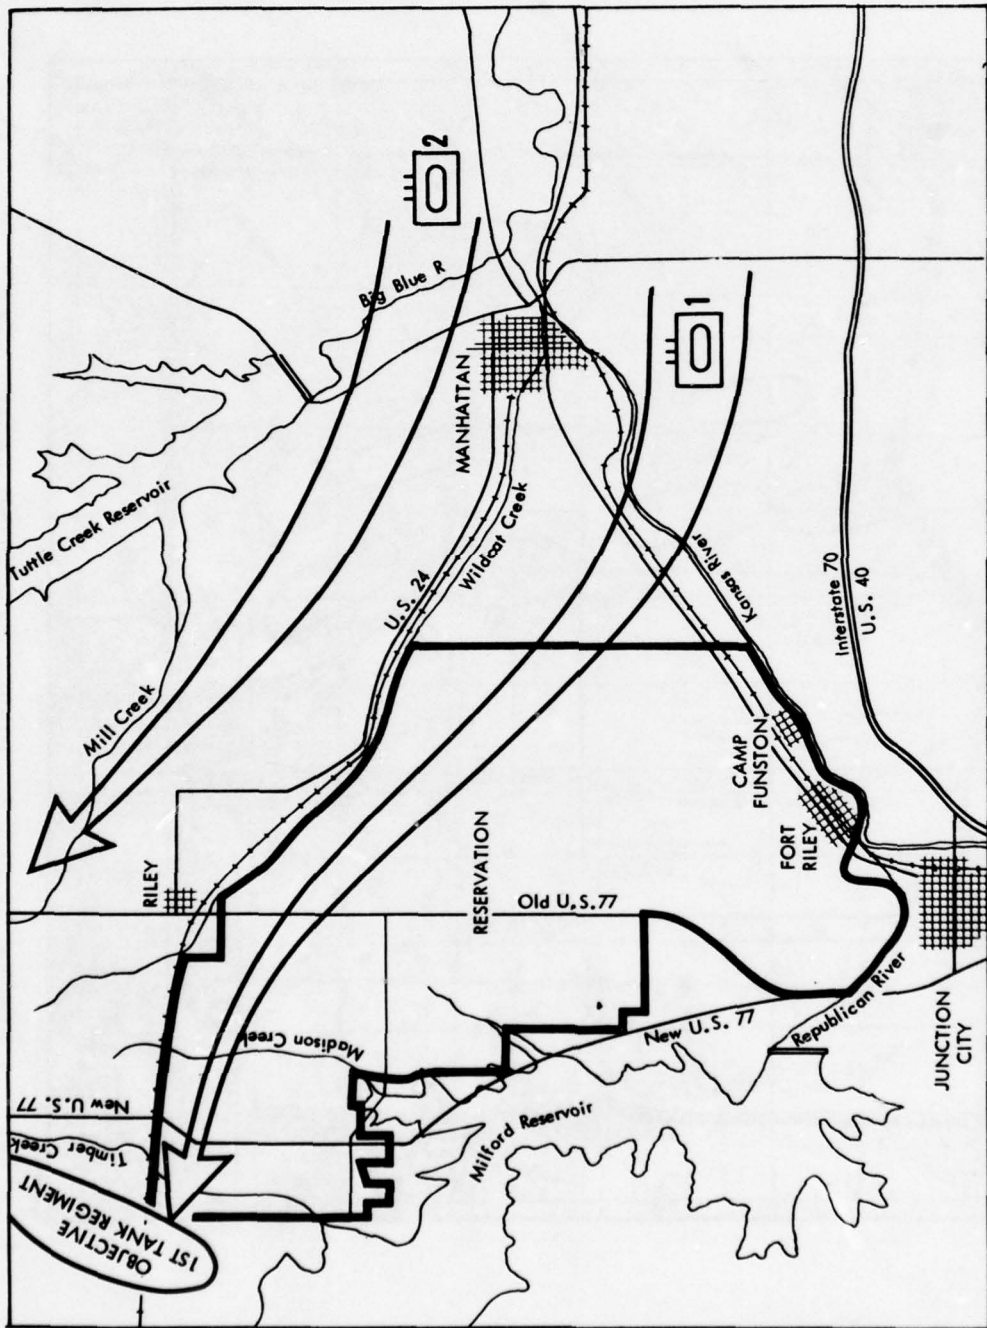 OBJECTIVE
1ST TANK REGIMENT
Timber Creek
New U.S. 77
Madison Creek
RILEY
Mill Creek
Tuttle Creek Reservoir
Big Blue R
2
MANHATTAN
U.S. 24
Wildcat Creek
1
Kansas River
RESERVATION
Old U.S. 77
CAMP
FUNSTON
FORT
RILEY
Interstate 70
U.S. 40
New U.S. 77
Republican River
Milford Reservoir
JUNCTION
CITY